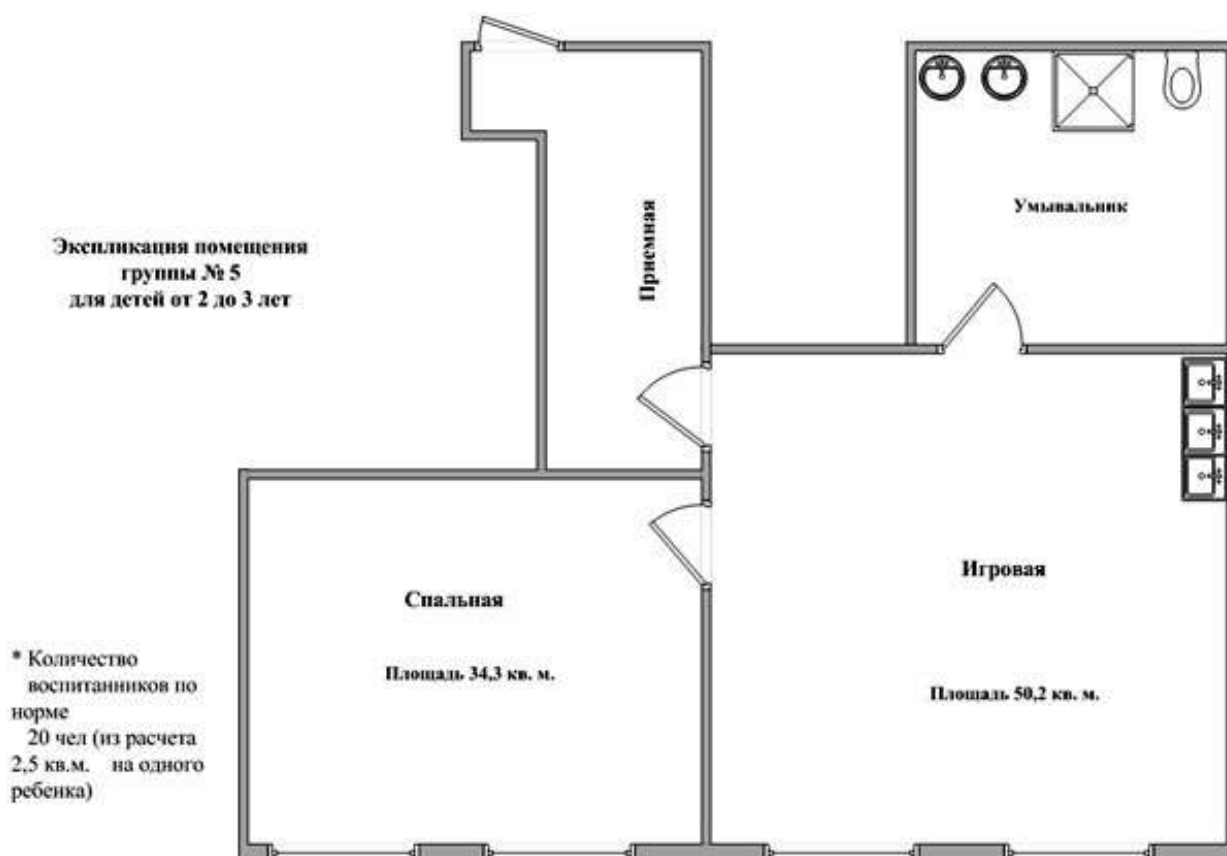 Экспликация помещения
группы № 5
для детей от 2 до 3 лет
Приемная
Умывальник
Спальная
Площадь 34,3 кв. м.
Игровая
Площадь 50,2 кв. м.
* Количество
воспитанников по
норме
20 чел (из расчета
2,5 кв.м. на одного
ребенка)